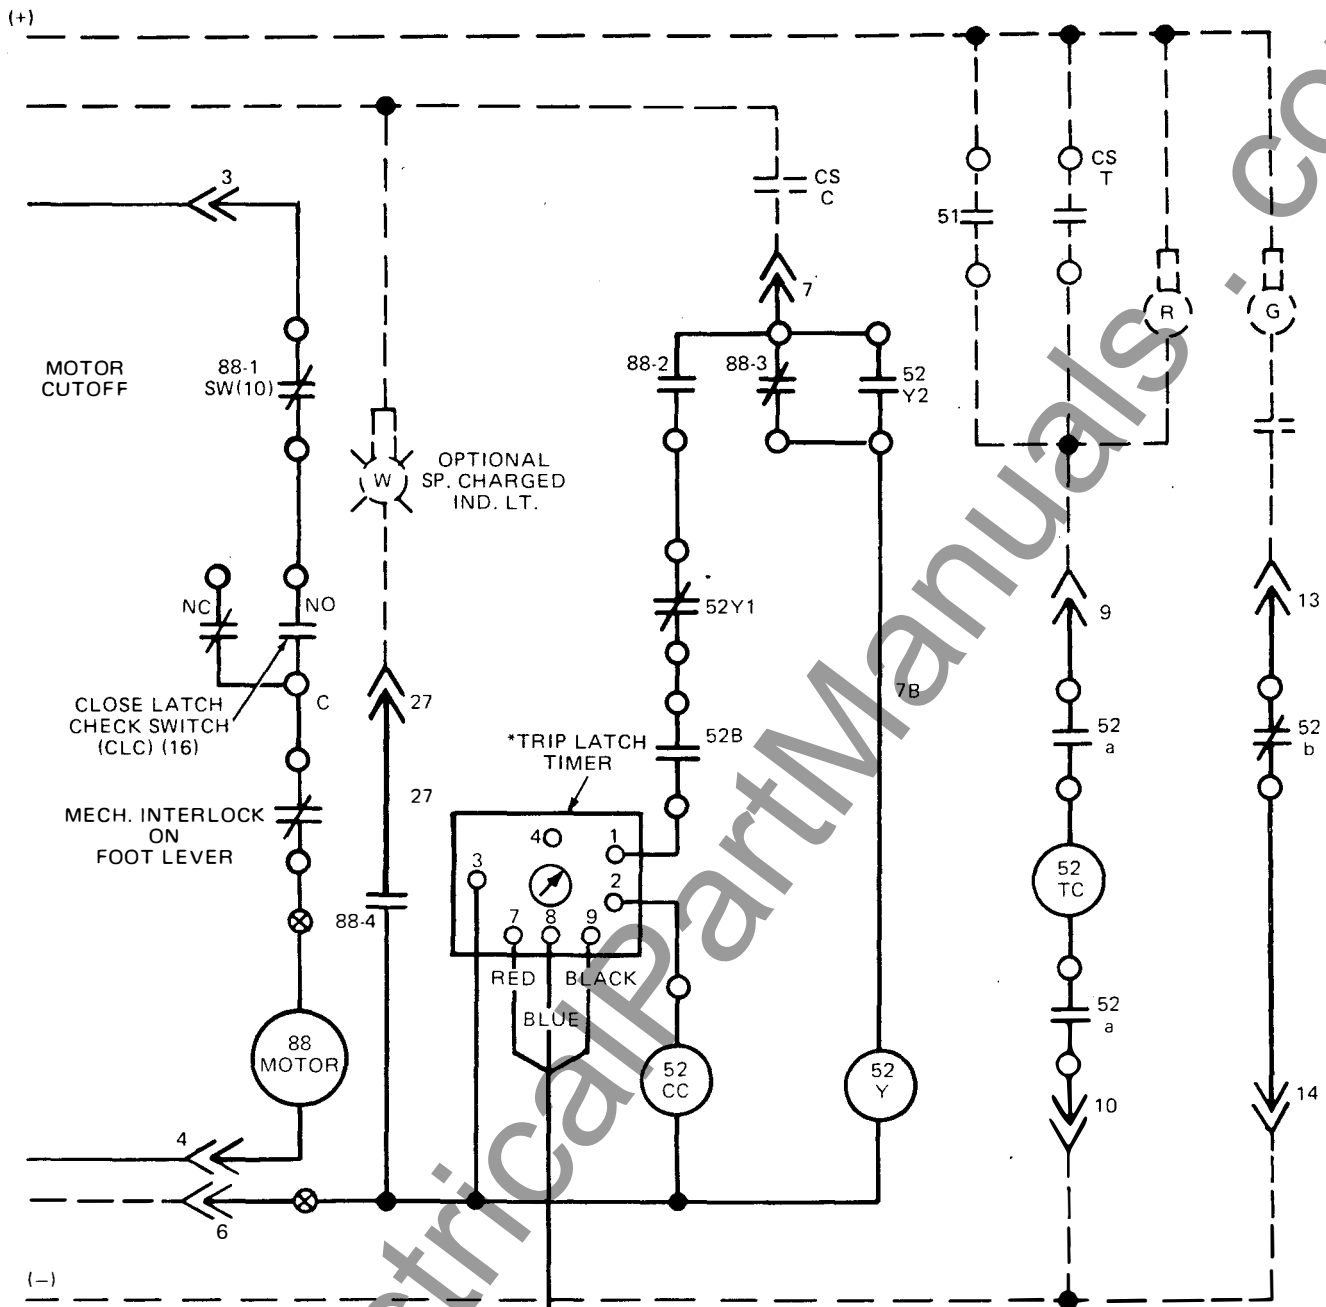 (+)
3
CS
C
CS
T
51
7
R
G
MOTOR
CUTOFF
88-1
SW(10)
88-2
88-3
52
Y2
W
OPTIONAL
SP. CHARGED
IND. LT.
NC
NO
52Y1
9
13
C
CLOSE LATCH
CHECK SWITCH
(CLC) (16)
27
7B
52
a
52
b
*TRIP LATCH
TIMER
52B
27
MECH. INTERLOCK
ON
FOOT LEVER
4
1
3
2
52
TC
88-4
7
8
9
RED
BLACK
BLUE
52
a
88
MOTOR
52
CC
52
Y
10
14
4
6
(−)
ctricalPartManuals . co